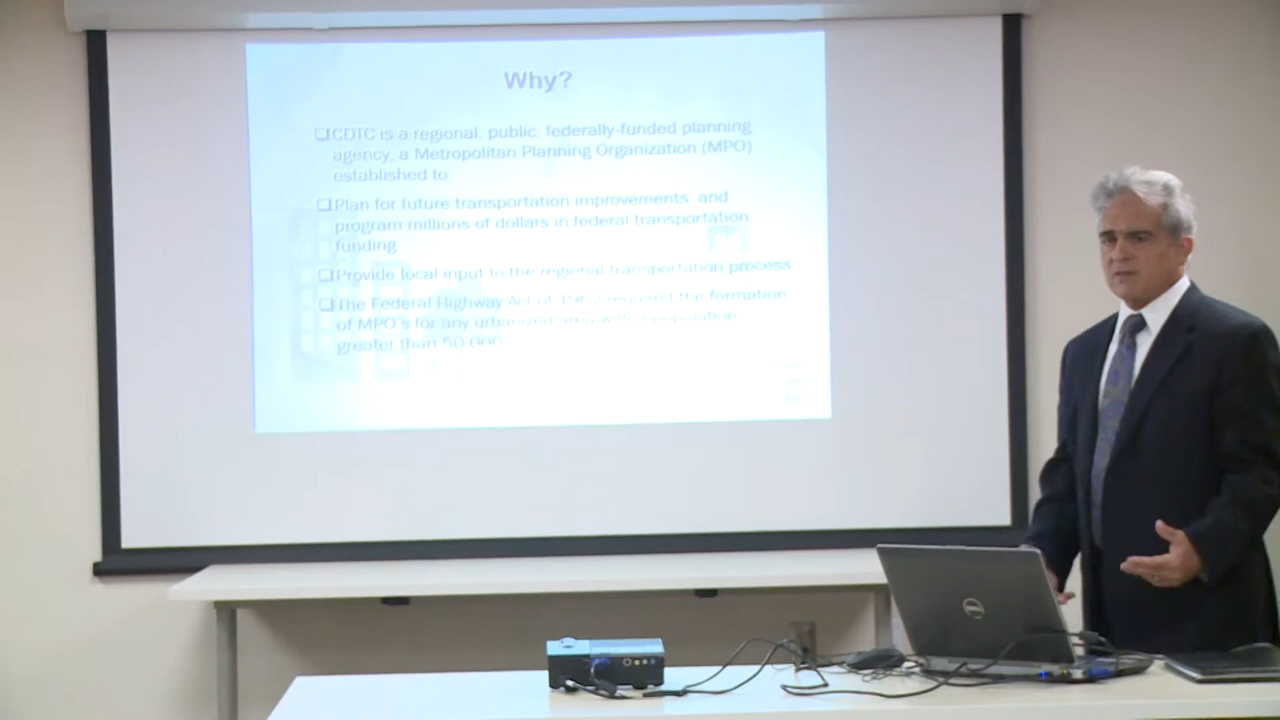 Why?
CDTC is a regional, public, federally-funded planning
agency, a Metropolitan Planning Organization (MPO)
established to:
Plan for future transportation improvements, and
program millions of dollars in federal transportation
funding
Provide local input to the regional transportation process
The Federal Highway Act of 1962 required the formation
of MPO's for any urbanized area with a population
greater than 50,000
DELL